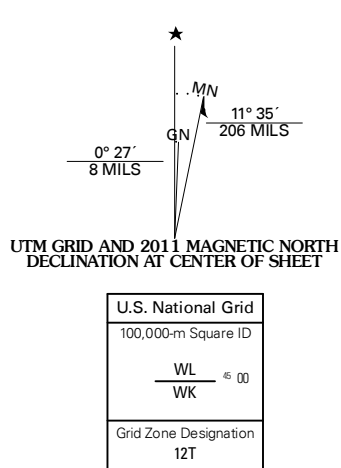 ★
MN
11° 35´
206 MILS
GN
0° 27´
8 MILS
UTM GRID AND 2011 MAGNETIC NORTH
DECLINATION AT CENTER OF SHEET
U.S. National Grid
100,000-m Square ID
WL
45 00
WK
Grid Zone Designation
12T